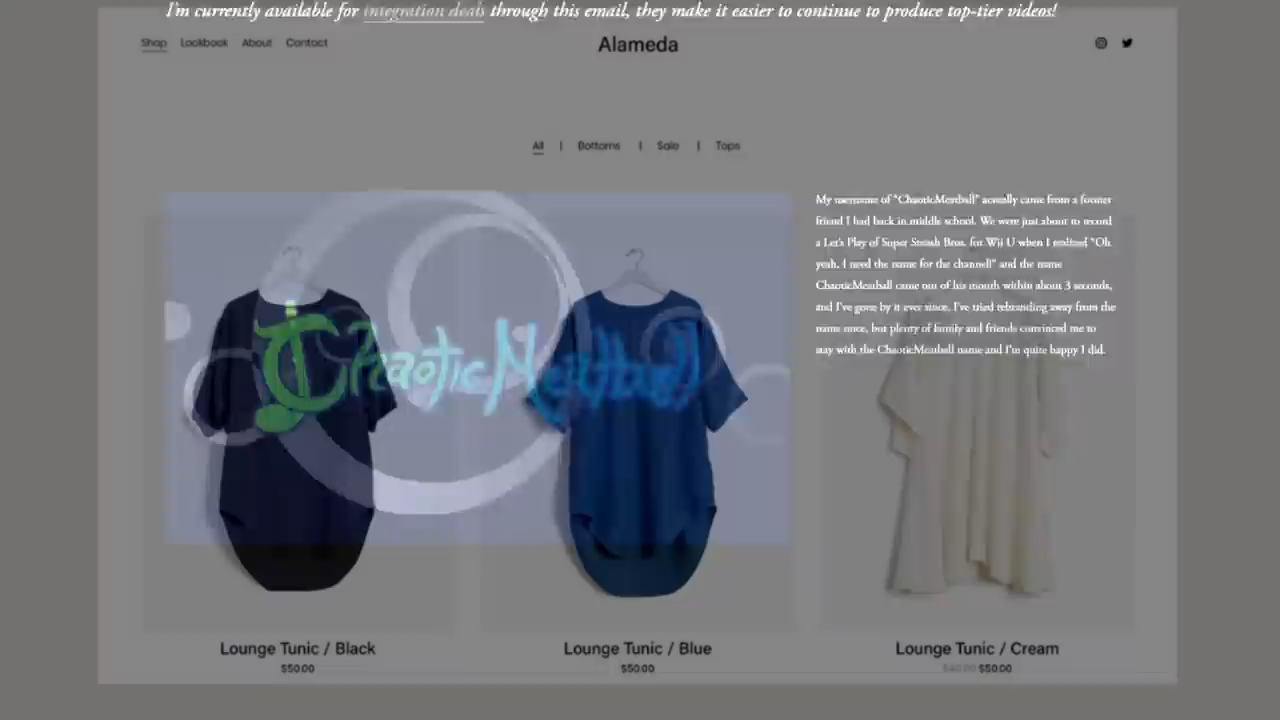 I'm currently available for integration deals through this email, they make it easier to continue to produce top-tier videos!
Shop Lookbook About Contact
Alameda
All | Bottoms | Sale | Tops
My username of "ChaoticMeatball" actually came from a former
friend I had back in middle school. We were just about to record
a Let's Play of Super Smash Bros. for Wii U when I realized "Oh
yeah, I need the name for the channel!" and the name
ChaoticMeatball came out of his mouth within about 3 seconds,
and I've gone by it ever since. I've tried rebranding away from the
name once, but plenty of family and friends convinced me to
stay with the ChaoticMeatball name and I'm quite happy I did.
ChaoticMeatball
Lounge Tunic / Black
$50.00
Lounge Tunic / Blue
$50.00
Lounge Tunic / Cream
$40.00 $50.00